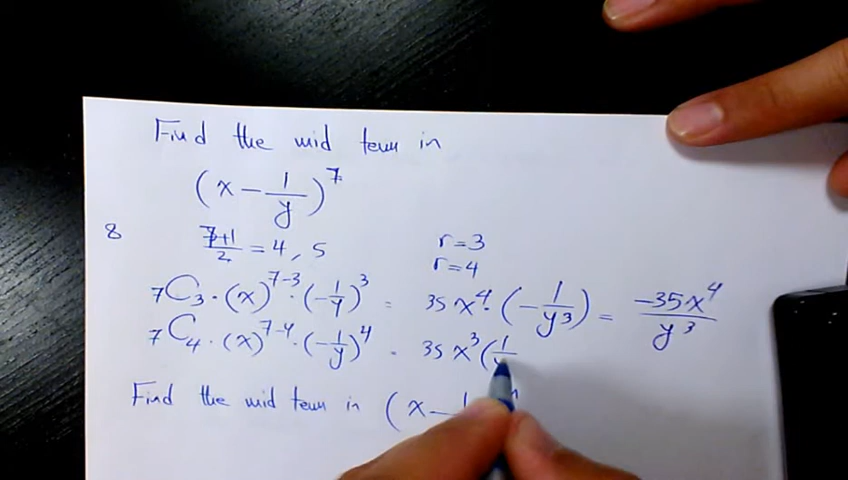 Find the mid term in
(x - 1/y)^7
8
7+1/2 = 4, 5
r = 3
r = 4
7C3 · (x)^7-3 · (-1/y)^3 = 35x^4 · (-1/y^3) = -35x^4/y^3
7C4 · (x)^7-4 · (-1/y)^4 = 35x^3 (1/
Find the mid term in (x - 1